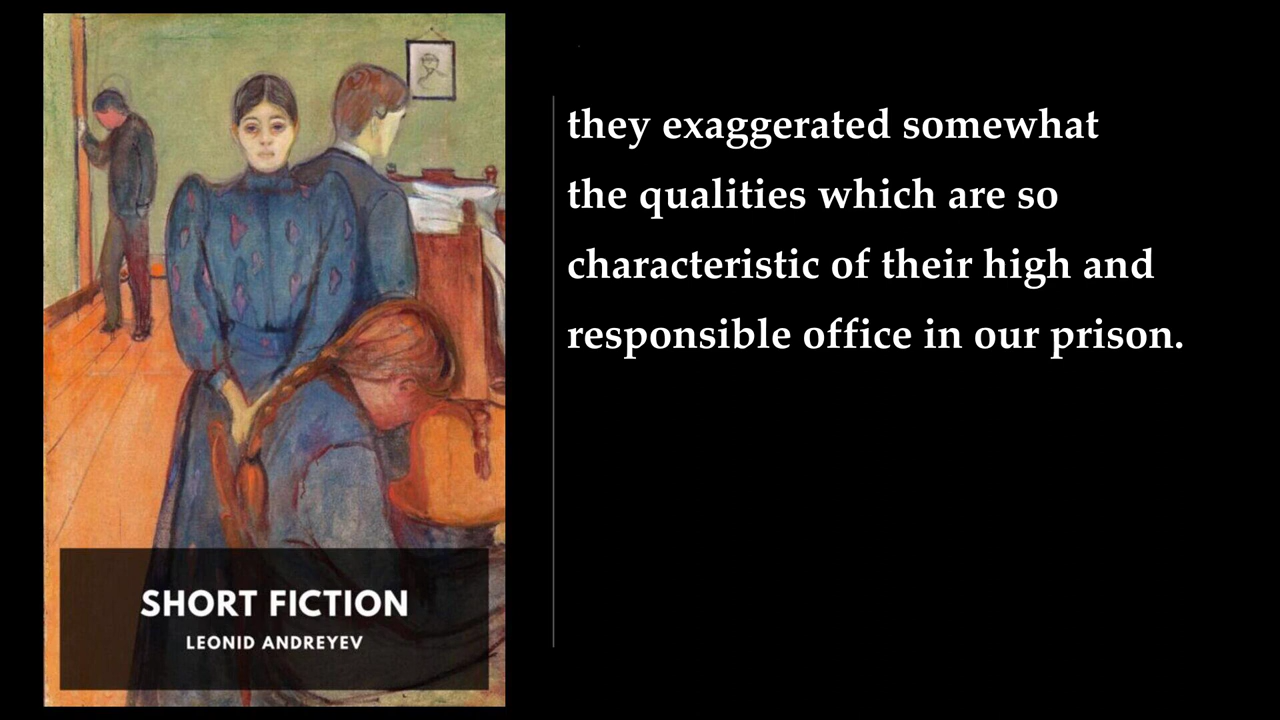 they exaggerated somewhat
the qualities which are so
characteristic of their high and
responsible office in our prison.
SHORT FICTION
LEONID ANDREYEV